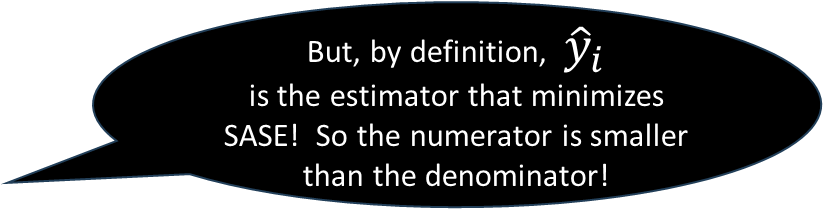 But, by definition, ŷᵢ
is the estimator that minimizes
SASE! So the numerator is smaller
than the denominator!